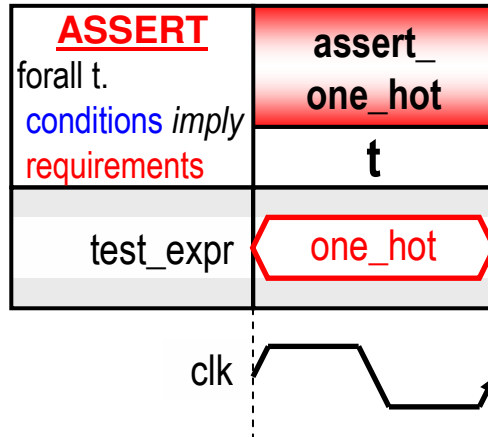 ASSERT
forall t.
conditions imply
requirements
assert_
one_hot
t
test_expr
one_hot
clk